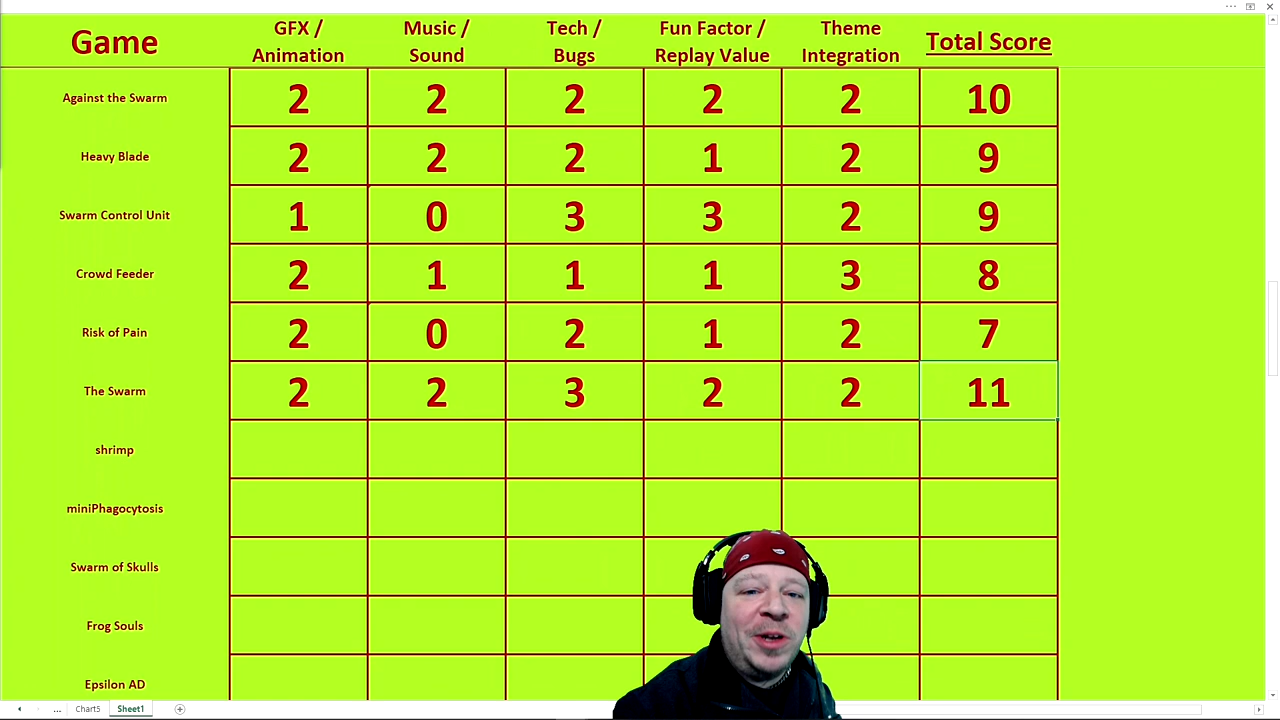 Game
GFX /
Animation
Music /
Sound
Tech /
Bugs
Fun Factor /
Replay Value
Theme
Integration
Total Score
Against the Swarm 2 2 2 2 2 10
Heavy Blade 2 2 2 1 2 9
Swarm Control Unit 1 0 3 3 2 9
Crowd Feeder 2 1 1 1 3 8
Risk of Pain 2 0 2 1 2 7
The Swarm 2 2 3 2 2 11
shrimp
miniPhagocytosis
Swarm of Skulls
Frog Souls
Epsilon AD
... Chart5 Sheet1